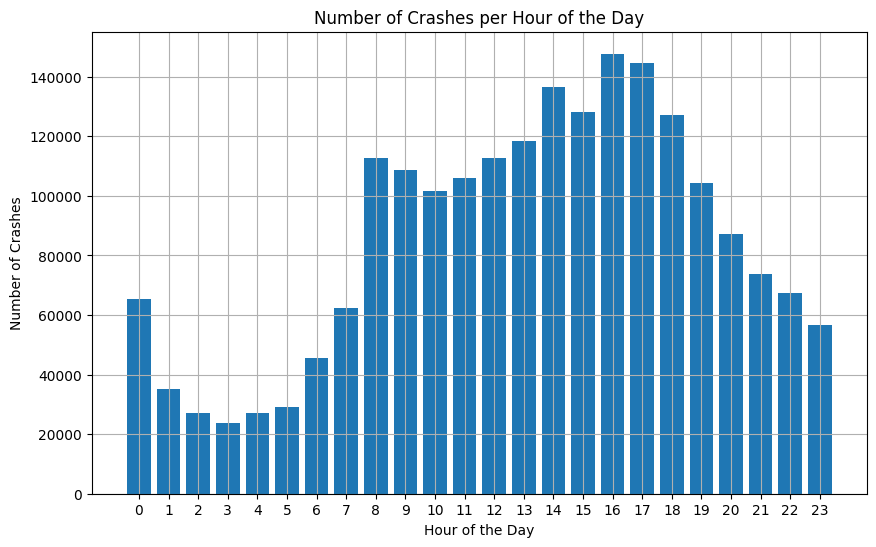 Number of Crashes per Hour of the Day
140000
120000
100000
80000
60000
40000
20000
0
Number of Crashes
0 1 2 3 4 5 6 7 8 9 10 11 12 13 14 15 16 17 18 19 20 21 22 23
Hour of the Day